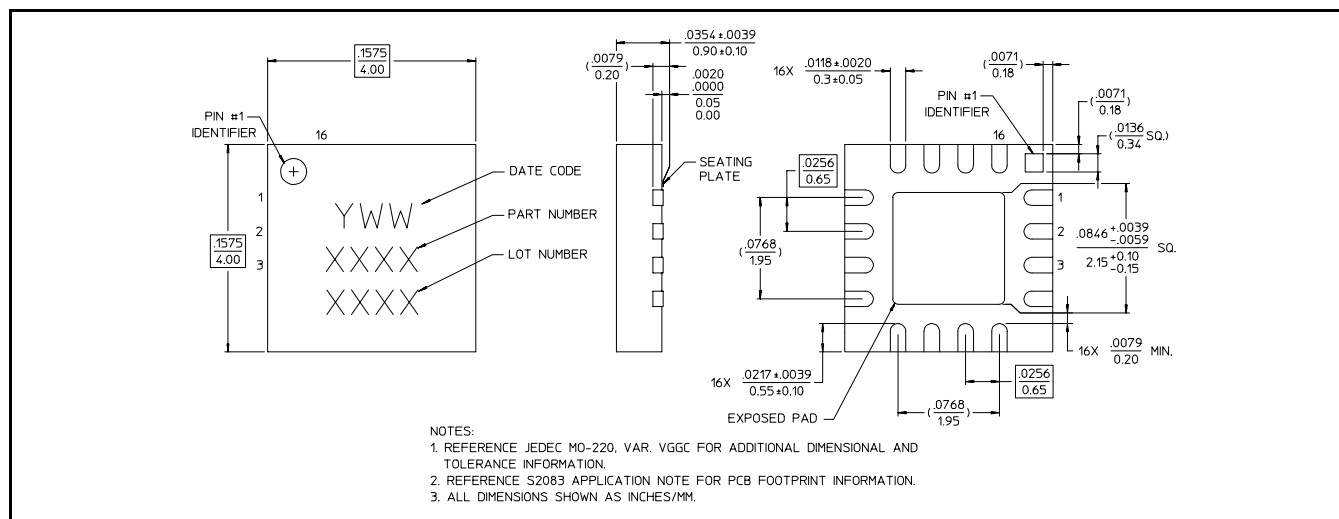 .1575
4.00
PIN #1
IDENTIFIER
16
1
2
3
.1575
4.00
YWW
XXXX
XXXX
DATE CODE
PART NUMBER
LOT NUMBER
.0354±.0039
0.90±0.10
(.0079
0.20)
.0020
.0000
0.05
0.00
SEATING
PLATE
16X .0118±.0020
0.3±0.05
(.0071
0.18)
PIN #1
IDENTIFIER
16
(.0071
0.18)
(.0136
0.34 SQ.)
.0256
0.65
(.0768
1.95)
1
2
3
.0846 +.0039
-.0059 SQ.
2.15 +0.10
-0.15
16X .0079
0.20 MIN.
16X .0217±.0039
0.55±0.10
.0256
0.65
(.0768
1.95)
EXPOSED PAD
NOTES:
1. REFERENCE JEDEC MO-220, VAR. VGGC FOR ADDITIONAL DIMENSIONAL AND
TOLERANCE INFORMATION.
2. REFERENCE S2083 APPLICATION NOTE FOR PCB FOOTPRINT INFORMATION.
3. ALL DIMENSIONS SHOWN AS INCHES/MM.